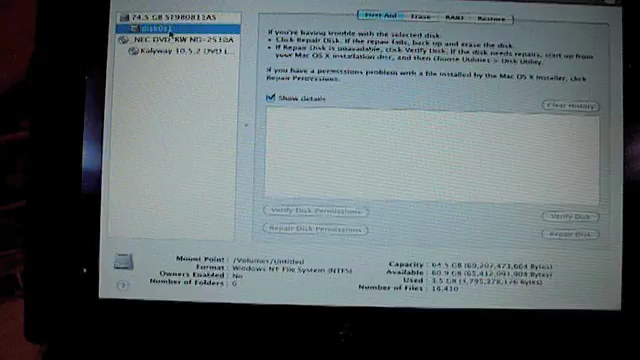 74.5 GB ST980811AS
disk0s1
_NEC DVD_RW ND-2510A
Kalyway 10.5.2 DVD I...
First Aid
Erase
RAID
Restore
If you're having trouble with the selected disk:
• Click Repair Disk. If the repair fails, back up and erase the disk.
• If Repair Disk is unavailable, click Verify Disk. If the disk needs repairs, start up from
your Mac OS X installation disc, and then choose Utilities > Disk Utility.
If you have a permissions problem with a file installed by the Mac OS X installer, click
Repair Permissions.
Show details
Clear History
Verify Disk Permissions
Verify Disk
Repair Disk Permissions
Repair Disk
Mount Point : /Volumes/Untitled
Format : Windows NT File System (NTFS)
Owners Enabled : No
Number of Folders : 6
Capacity : 64.5 GB (69,207,473,664 Bytes)
Available : 60.9 GB (65,412,091,904 Bytes)
Used : 3.5 GB (3,795,378,176 Bytes)
Number of Files : 16,410
?